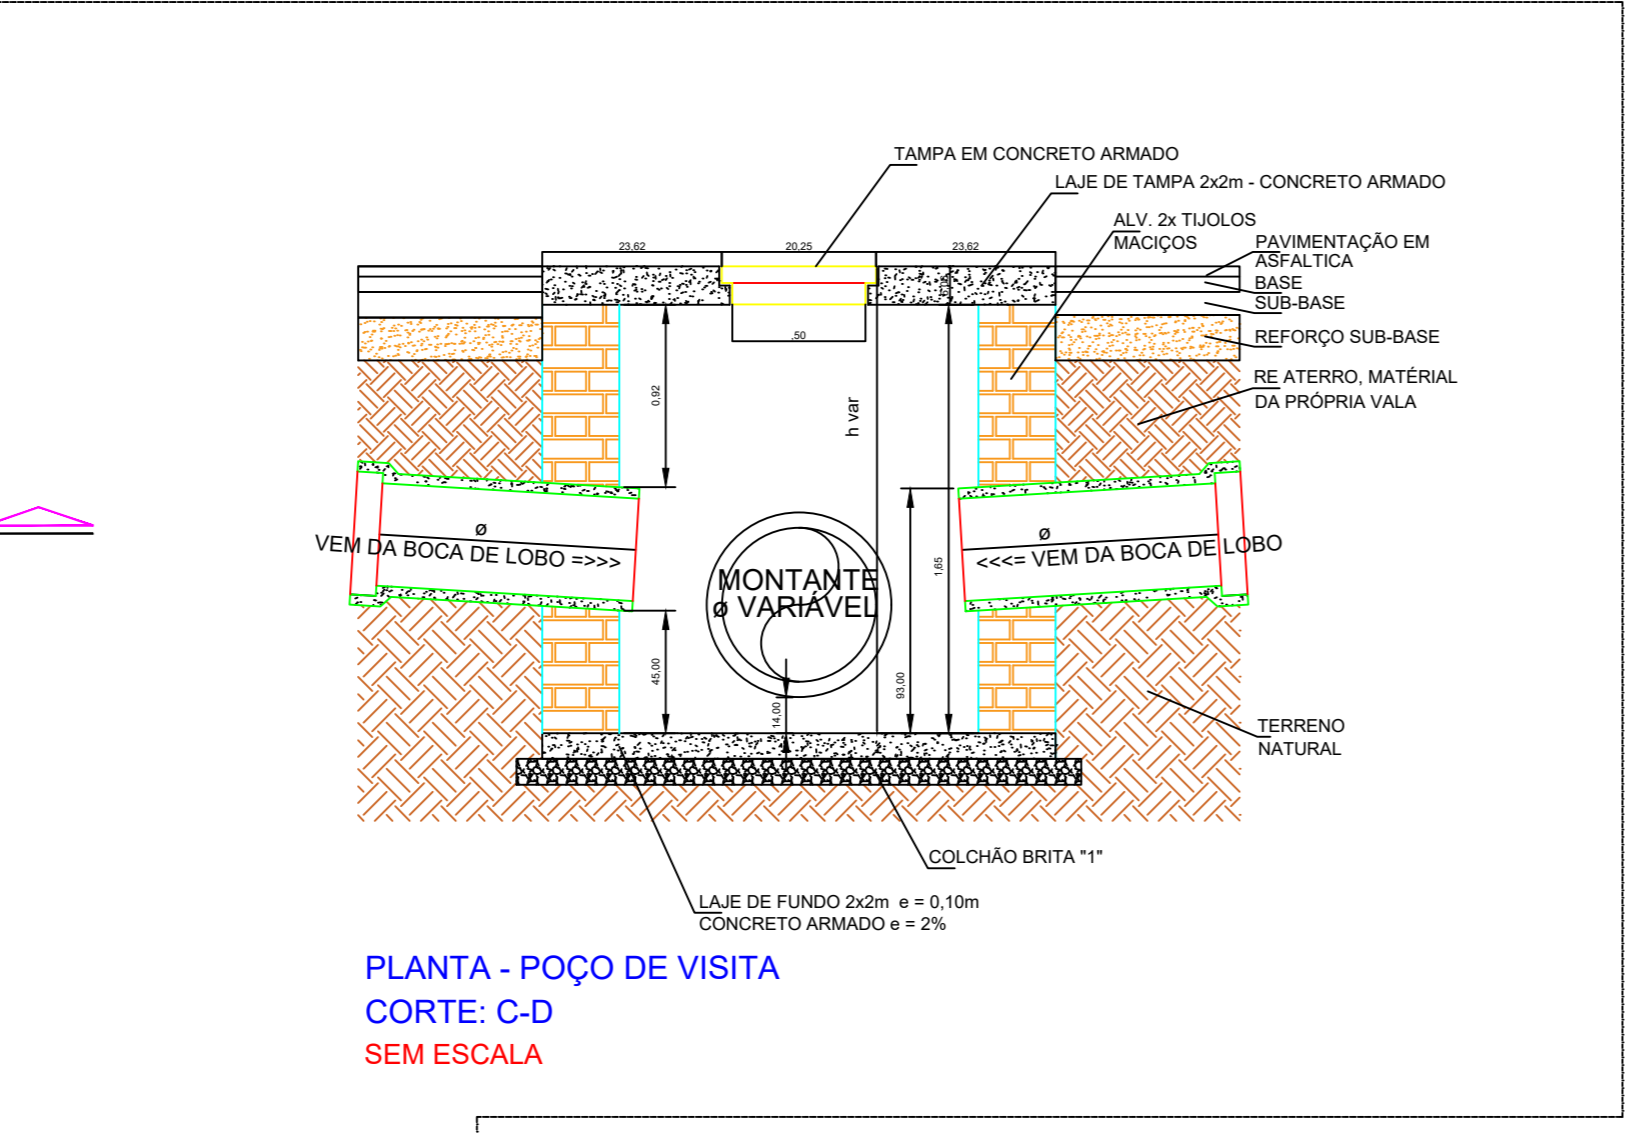 TAMPA EM CONCRETO ARMADO
LAJE DE TAMPA 2x2m - CONCRETO ARMADO
ALV. 2x TIJOLOS
MACIÇOS
PAVIMENTAÇÃO EM
ASFALTICA
BASE
SUB-BASE
REFORÇO SUB-BASE
RE ATERRO, MATÉRIAL
DA PRÓPRIA VALA
23,62
20,25
23,62
,50
0,92
h var
ø
VEM DA BOCA DE LOBO =>>>
ø
<<<= VEM DA BOCA DE LOBO
MONTANTE
ø VARIÁVEL
1,65
45,00
14,00
93,00
TERRENO
NATURAL
COLCHÃO BRITA "1"
LAJE DE FUNDO 2x2m e = 0,10m
CONCRETO ARMADO e = 2%
PLANTA - POÇO DE VISITA
CORTE: C-D
SEM ESCALA